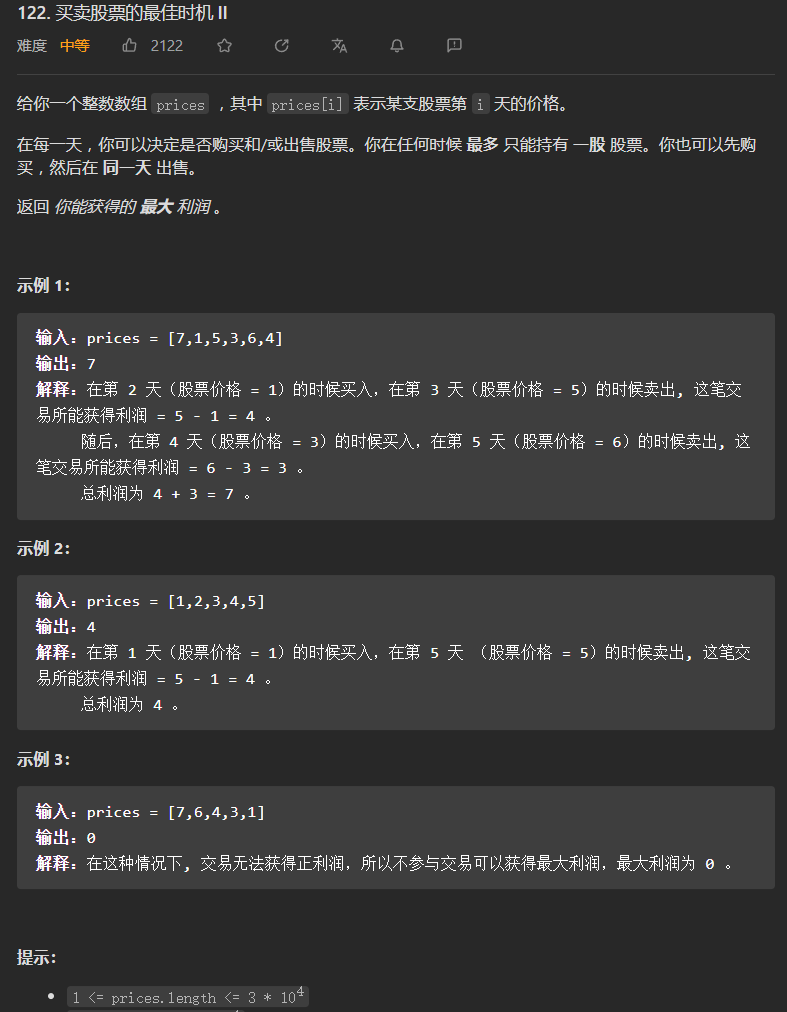 122. 买卖股票的最佳时机 II
难度 中等 2122
给你一个整数数组 prices ，其中 prices[i] 表示某支股票第 i 天的价格。
在每一天，你可以决定是否购买和/或出售股票。你在任何时候 最多 只能持有 一股 股票。你也可以先购
买，然后在 同一天 出售。
返回 你能获得的 最大 利润 。
示例 1：
输入：prices = [7,1,5,3,6,4]
输出：7
解释：在第 2 天（股票价格 = 1）的时候买入，在第 3 天（股票价格 = 5）的时候卖出, 这笔交
易所能获得利润 = 5 - 1 = 4 。
随后，在第 4 天（股票价格 = 3）的时候买入，在第 5 天（股票价格 = 6）的时候卖出, 这
笔交易所能获得利润 = 6 - 3 = 3 。
总利润为 4 + 3 = 7 。
示例 2：
输入：prices = [1,2,3,4,5]
输出：4
解释：在第 1 天（股票价格 = 1）的时候买入，在第 5 天 （股票价格 = 5）的时候卖出, 这笔交
易所能获得利润 = 5 - 1 = 4 。
总利润为 4 。
示例 3：
输入：prices = [7,6,4,3,1]
输出：0
解释：在这种情况下, 交易无法获得正利润，所以不参与交易可以获得最大利润，最大利润为 0 。
提示：
• 1 <= prices.length <= 3 * 10⁴